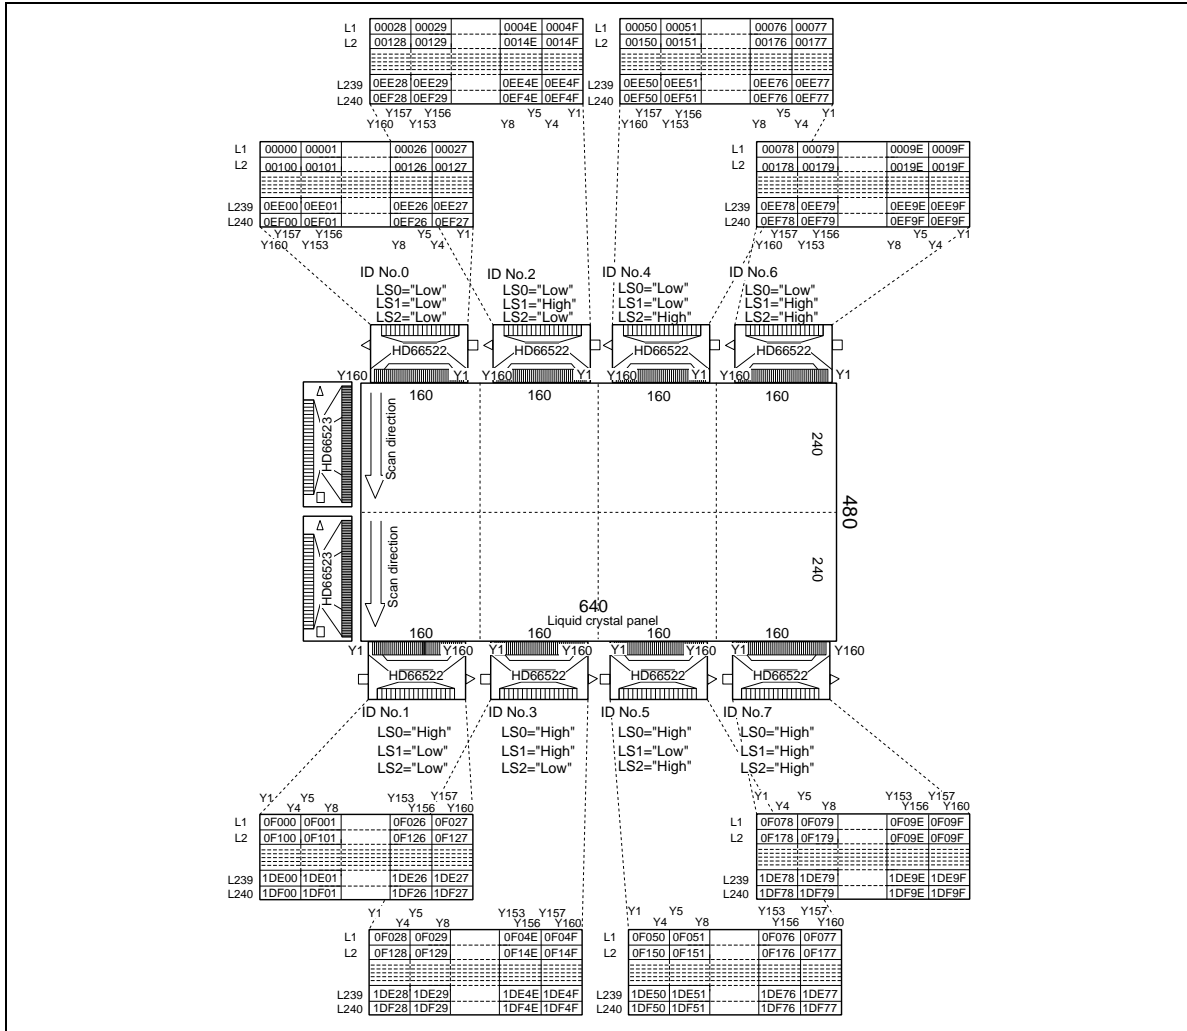 L1 00028 00029 0004E 0004F
L2 00128 00129 0014E 0014F
L239 0EE28 0EE29 0EE4E 0EE4F
L240 0EF28 0EF29 0EF4E 0EF4F
Y157 Y156 Y5 Y1
Y160 Y153 Y8 Y4
L1 00050 00051 00076 00077
L2 00150 00151 00176 00177
L239 0EE50 0EE51 0EE76 0EE77
L240 0EF50 0EF51 0EF76 0EF77
Y157 Y156 Y5 Y1
Y160 Y153 Y8 Y4
L1 00000 00001 00026 00027
L2 00100 00101 00126 00127
L239 0EE00 0EE01 0EE26 0EE27
L240 0EF00 0EF01 0EF26 0EF27
Y157 Y156 Y5 Y1
Y160 Y153 Y8 Y4
L1 00078 00079 0009E 0009F
L2 00178 00179 0019E 0019F
L239 0EE78 0EE79 0EE9E 0EE9F
L240 0EF78 0EF79 0EF9F 0EF9F
Y157 Y156 Y5 Y1
Y160 Y153 Y8 Y4
ID No.0
LS0="Low"
LS1="Low"
LS2="Low"
ID No.2
LS0="Low"
LS1="High"
LS2="Low"
ID No.4
LS0="Low"
LS1="Low"
LS2="High"
ID No.6
LS0="Low"
LS1="High"
LS2="High"
HD66522 HD66522 HD66522 HD66522
Y160 Y1 Y160 Y1 Y160 Y1 Y160 Y1
160 160 160 160
HD66523
Scan direction
240
480
HD66523
Scan direction
240
640
Liquid crystal panel
160 160 160 160
Y1 Y160 Y1 Y160 Y1 Y160 Y1 Y160
HD66522 HD66522 HD66522 HD66522
ID No.1
LS0="High"
LS1="Low"
LS2="Low"
ID No.3
LS0="High"
LS1="High"
LS2="Low"
ID No.5
LS0="High"
LS1="Low"
LS2="High"
ID No.7
LS0="High"
LS1="High"
LS2="High"
Y1 Y5 Y153 Y157
Y4 Y8 Y156 Y160
L1 0F000 0F001 0F026 0F027
L2 0F100 0F101 0F126 0F127
L239 1DE00 1DE01 1DE26 1DE27
L240 1DF00 1DF01 1DF26 1DF27
Y1 Y5 Y153 Y157
Y4 Y8 Y156 Y160
L1 0F078 0F079 0F09E 0F09F
L2 0F178 0F179 0F09E 0F09F
L239 1DE78 1DE79 1DE9E 1DE9F
L240 1DF78 1DF79 1DF9E 1DF9F
Y1 Y5 Y153 Y157
Y4 Y8 Y156 Y160
L1 0F028 0F029 0F04E 0F04F
L2 0F128 0F129 0F14E 0F14F
L239 1DE28 1DE29 1DE4E 1DE4F
L240 1DF28 1DF29 1DF4E 1DF4F
Y1 Y5 Y153 Y157
Y4 Y8 Y156 Y160
L1 0F050 0F051 0F076 0F077
L2 0F150 0F151 0F176 0F177
L239 1DE50 1DE51 1DE76 1DE77
L240 1DF50 1DF51 1DF76 1DF77